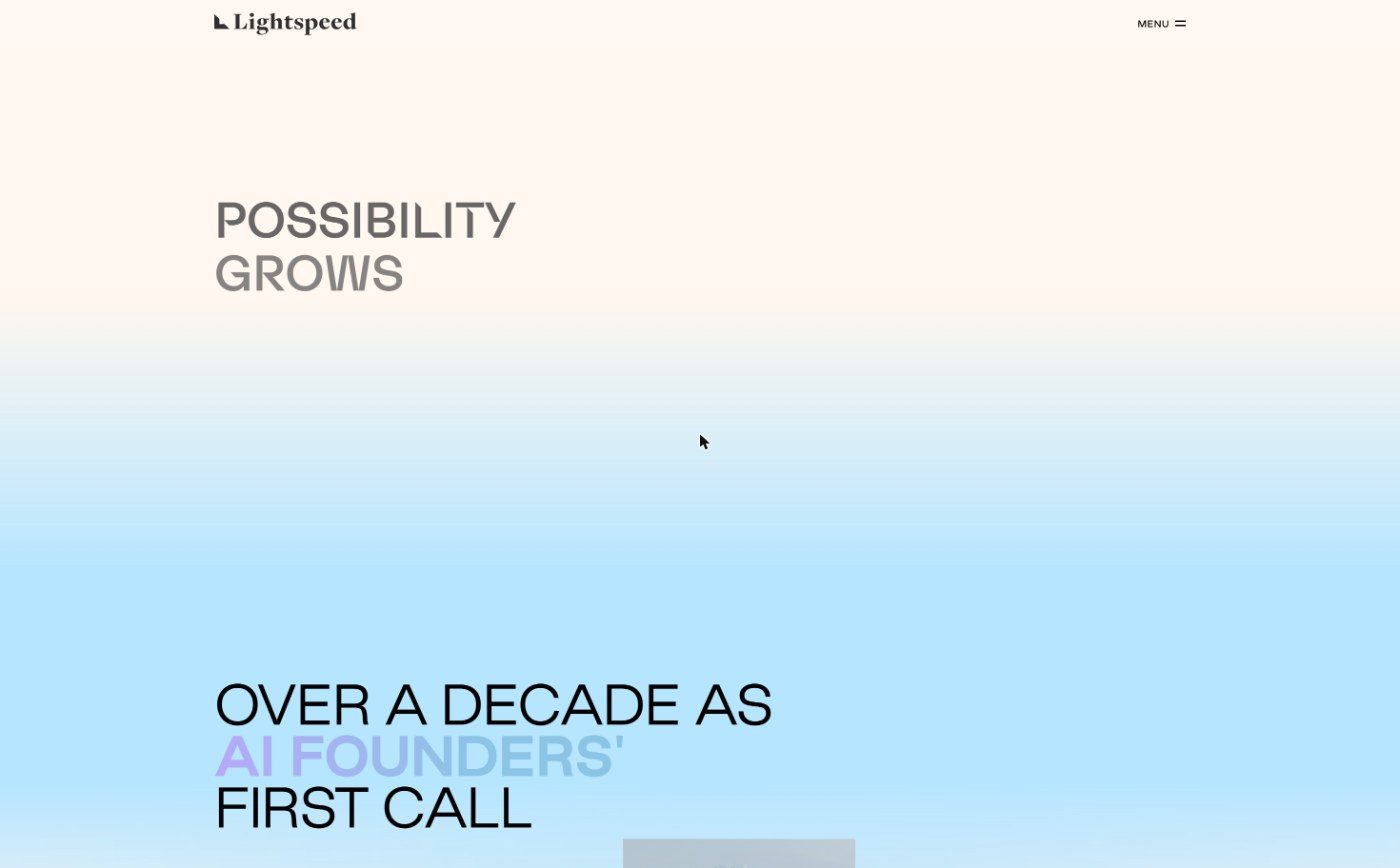 Lightspeed
MENU
POSSIBILITY
GROWS
OVER A DECADE AS
AI FOUNDERS'
FIRST CALL